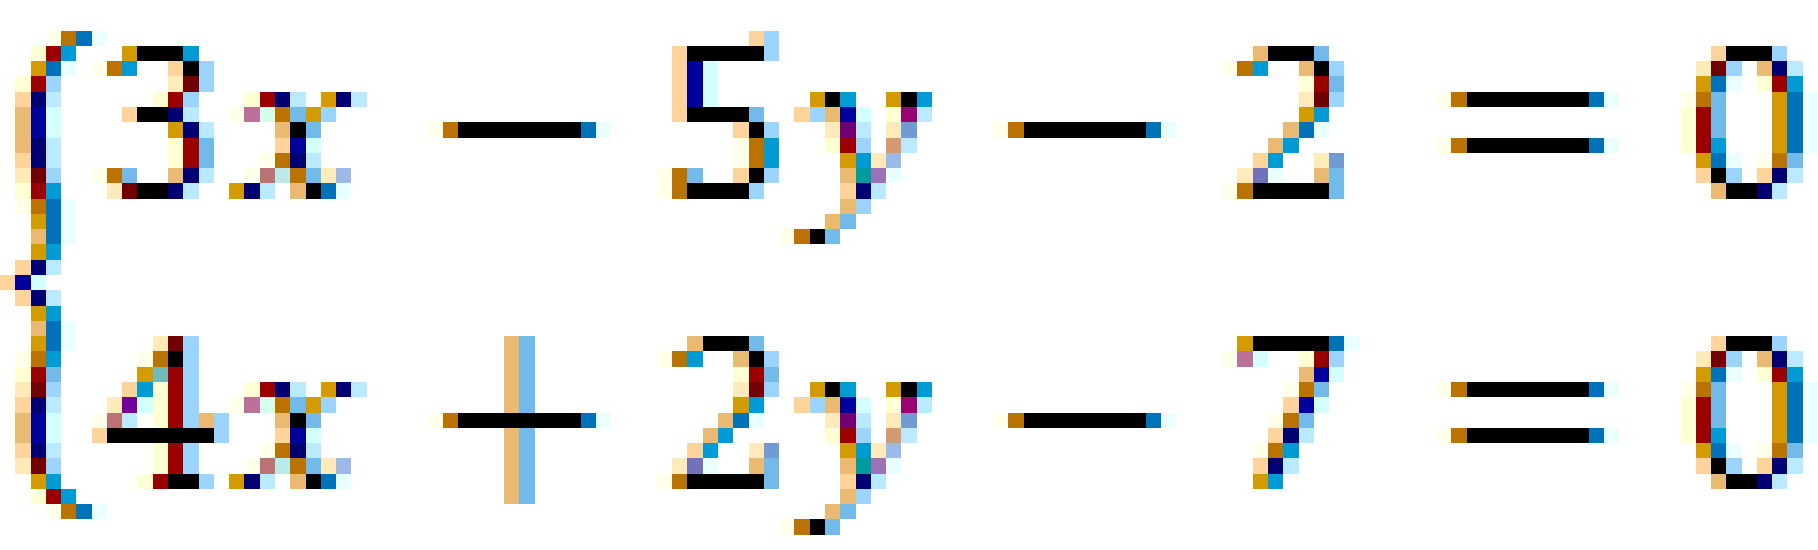 3x − 5y − 2 = 0
4x + 2y − 7 = 0